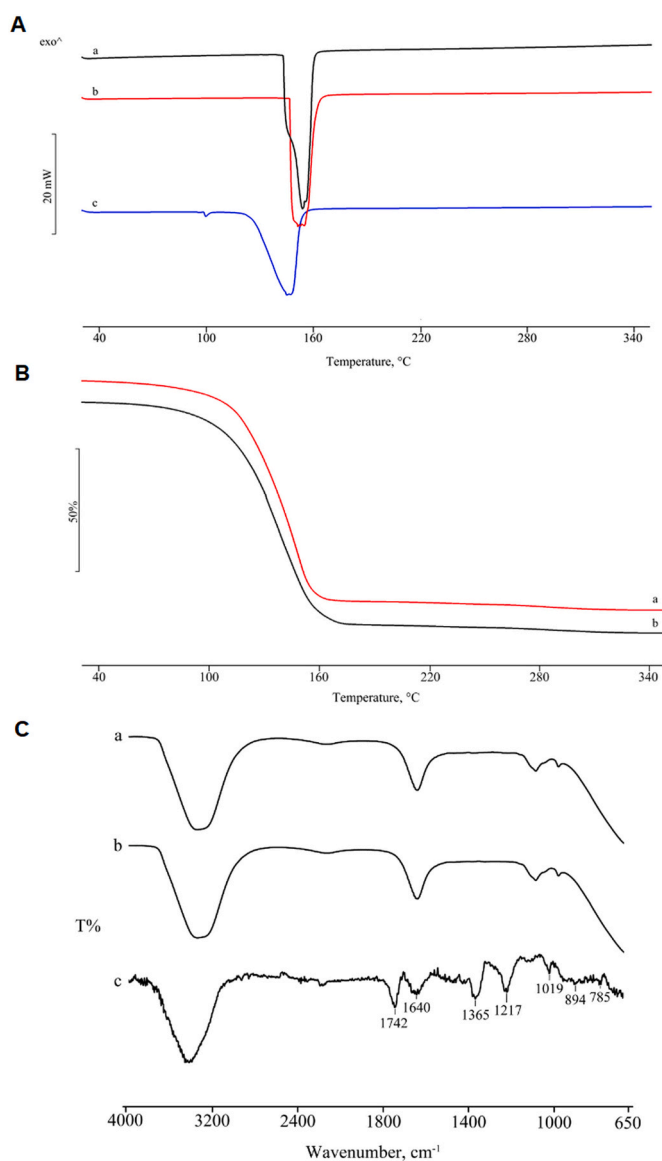 A
exo^
a
b
20 mW
c
40 100 160 220 280 340
Temperature, °C
B
50%
a
b
40 100 160 220 280 340
Temperature, °C
C
a
b
T%
c
1742 1640 1365 1217 1019 894 785
4000 3200 2400 1800 1400 1000 650
Wavenumber, cm-1